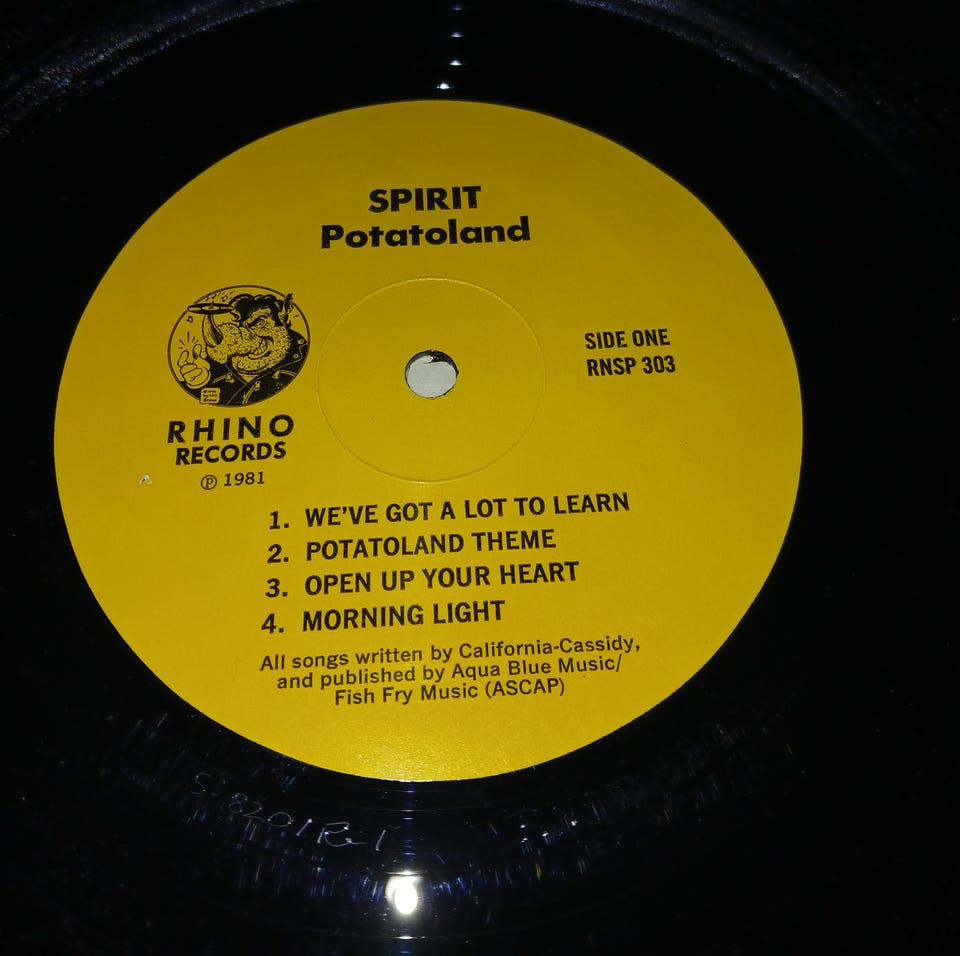 SPIRIT
Potatoland
RHINO
RECORDS
℗ 1981
SIDE ONE
RNSP 303
1. WE'VE GOT A LOT TO LEARN
2. POTATOLAND THEME
3. OPEN UP YOUR HEART
4. MORNING LIGHT
All songs written by California-Cassidy,
and published by Aqua Blue Music/
Fish Fry Music (ASCAP)